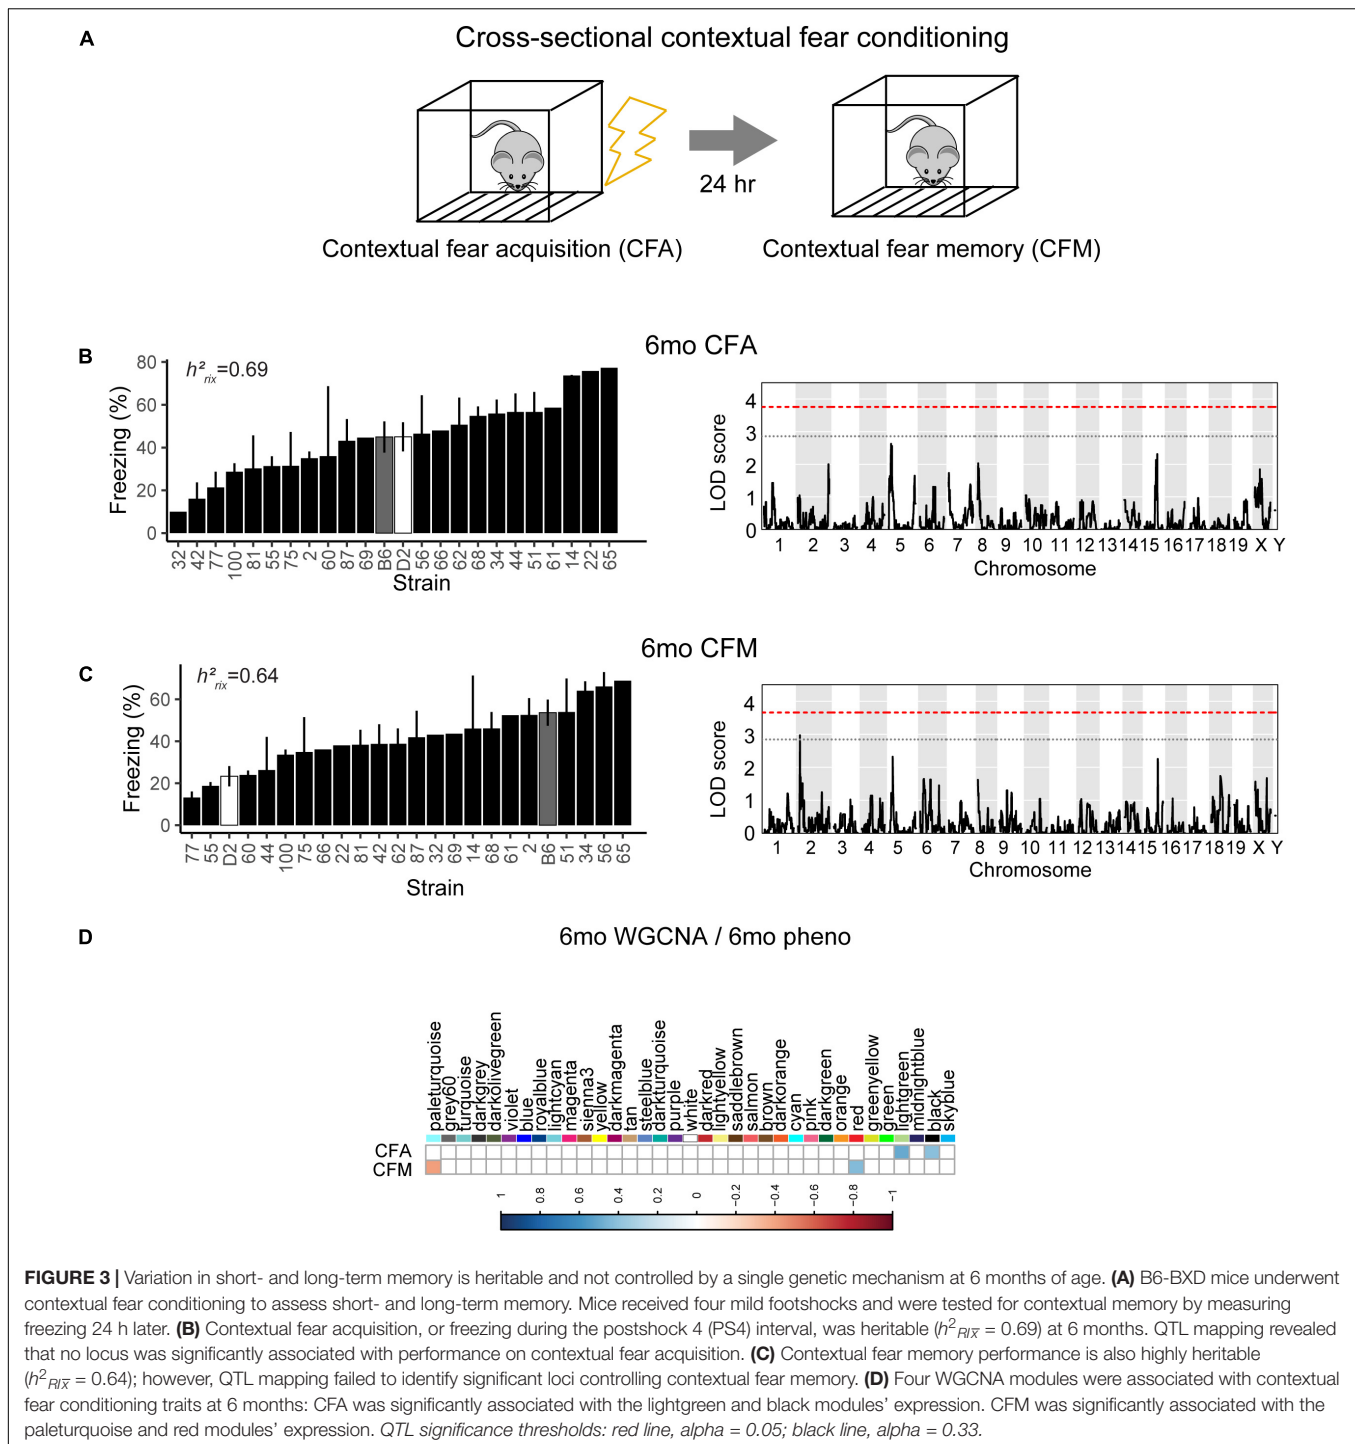 A
Cross-sectional contextual fear conditioning
24 hr
Contextual fear acquisition (CFA)
Contextual fear memory (CFM)
B
6mo CFA
h²rix=0.69
Freezing (%)
80
60
40
20
0
32 42 77 100 81 55 75 2 60 87 69 B6 D2 56 66 62 68 34 44 51 61 14 22 65
Strain
LOD score
4
3
2
1
0
1 2 3 4 5 6 7 8 9 10 11 12 13 14 15 16 17 18 19 X Y
Chromosome
C
6mo CFM
h²rix=0.64
Freezing (%)
60
40
20
0
77 55 D2 60 44 100 75 66 22 81 42 62 87 32 69 14 68 61 2 B6 51 34 56 65
Strain
LOD score
4
3
2
1
0
1 2 3 4 5 6 7 8 9 10 11 12 13 14 15 16 17 18 19 X Y
Chromosome
D
6mo WGCNA / 6mo pheno
paleturquoise grey60 turquoise darkgrey darkolivegreen violet blue royalblue lightcyan magenta sienna3 yellow darkmagenta tan steelblue darkturquoise purple white darkred lightyellow saddlebrown salmon brown darkorange cyan pink darkgreen orange red greenyellow green lightgreen midnightblue black skyblue
CFA
CFM
1 0.8 0.6 0.4 0.2 0 −0.2 −0.4 −0.6 −0.8 −1
FIGURE 3 | Variation in short- and long-term memory is heritable and not controlled by a single genetic mechanism at 6 months of age. (A) B6-BXD mice underwent
contextual fear conditioning to assess short- and long-term memory. Mice received four mild footshocks and were tested for contextual memory by measuring
freezing 24 h later. (B) Contextual fear acquisition, or freezing during the postshock 4 (PS4) interval, was heritable (h²RIx̅ = 0.69) at 6 months. QTL mapping revealed
that no locus was significantly associated with performance on contextual fear acquisition. (C) Contextual fear memory performance is also highly heritable
(h²RIx̅ = 0.64); however, QTL mapping failed to identify significant loci controlling contextual fear memory. (D) Four WGCNA modules were associated with contextual
fear conditioning traits at 6 months: CFA was significantly associated with the lightgreen and black modules' expression. CFM was significantly associated with the
paleturquoise and red modules' expression. QTL significance thresholds: red line, alpha = 0.05; black line, alpha = 0.33.